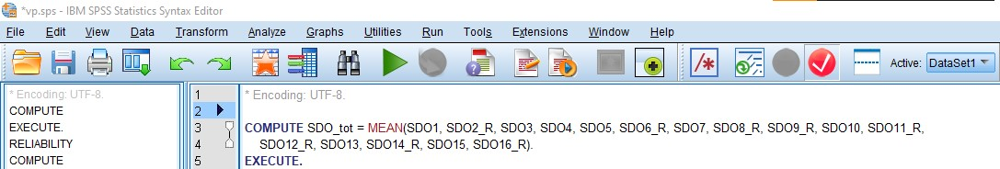 *vp.sps - IBM SPSS Statistics Syntax Editor
File Edit View Data Transform Analyze Graphs Utilities Run Tools Extensions Window Help
Active: DataSet1
* Encoding: UTF-8.
COMPUTE
EXECUTE.
RELIABILITY
COMPUTE
1 * Encoding: UTF-8.
2
3 COMPUTE SDO_tot = MEAN(SDO1, SDO2_R, SDO3, SDO4, SDO5, SDO6_R, SDO7, SDO8_R, SDO9_R, SDO10, SDO11_R,
4 SDO12_R, SDO13, SDO14_R, SDO15, SDO16_R).
5 EXECUTE.